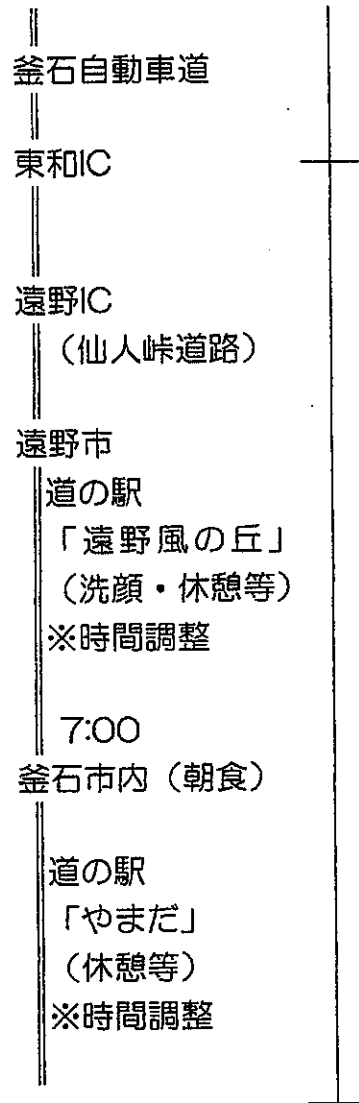 釜石自動車道
東和IC
遠野IC
（仙人峠道路）
遠野市
道の駅
「遠野風の丘」
（洗顔・休憩等）
※時間調整
7:00
釜石市内（朝食）
道の駅
「やまだ」
（休憩等）
※時間調整